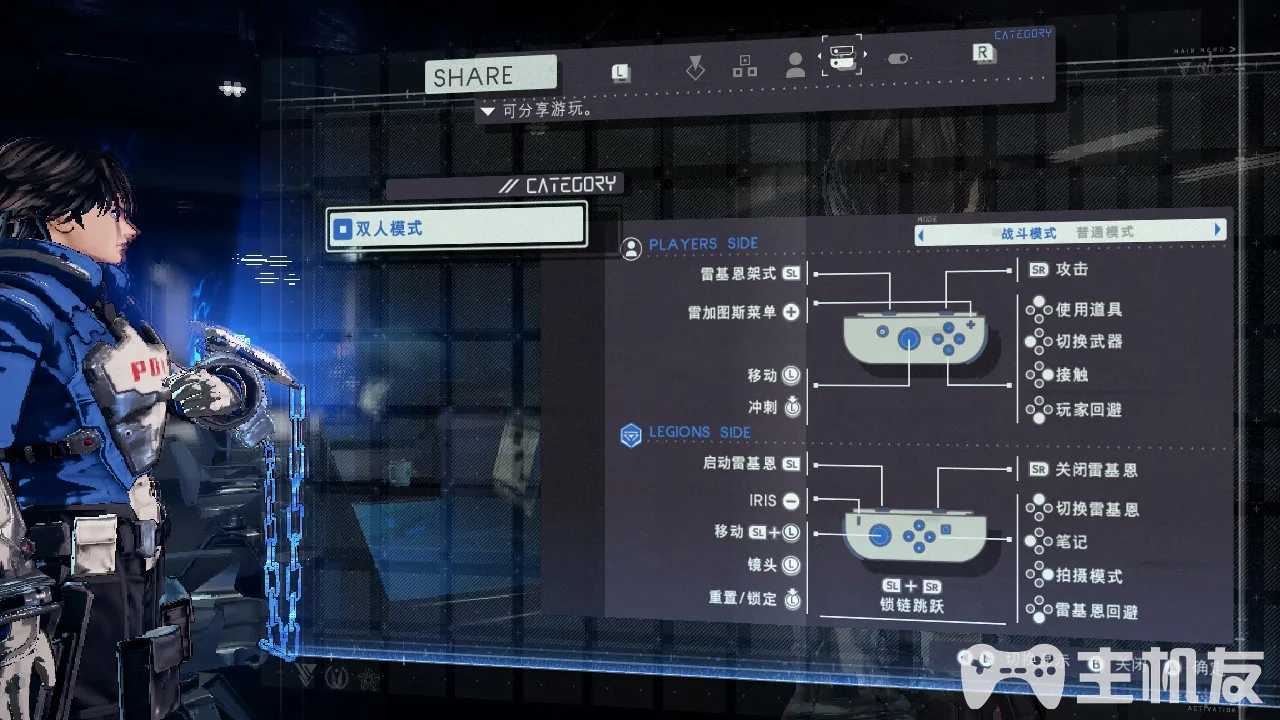 CATEGORY
MAIN MENU >
SHARE
L
R
可分享游玩。
// CATEGORY
双人模式
MODE
战斗模式 普通模式
PLAYERS SIDE
雷基恩架式 SL
SR 攻击
雷加图斯菜单
使用道具
切换武器
移动 L
接触
冲刺 L
玩家回避
LEGIONS SIDE
启动雷基恩 SL
SR 关闭雷基恩
IRIS
切换雷基恩
移动 SL + L
笔记
镜头 L
拍摄模式
SL + SR
重置/锁定 L
锁链跳跃
雷基恩回避
B 关闭
主机友
ACTIVATION